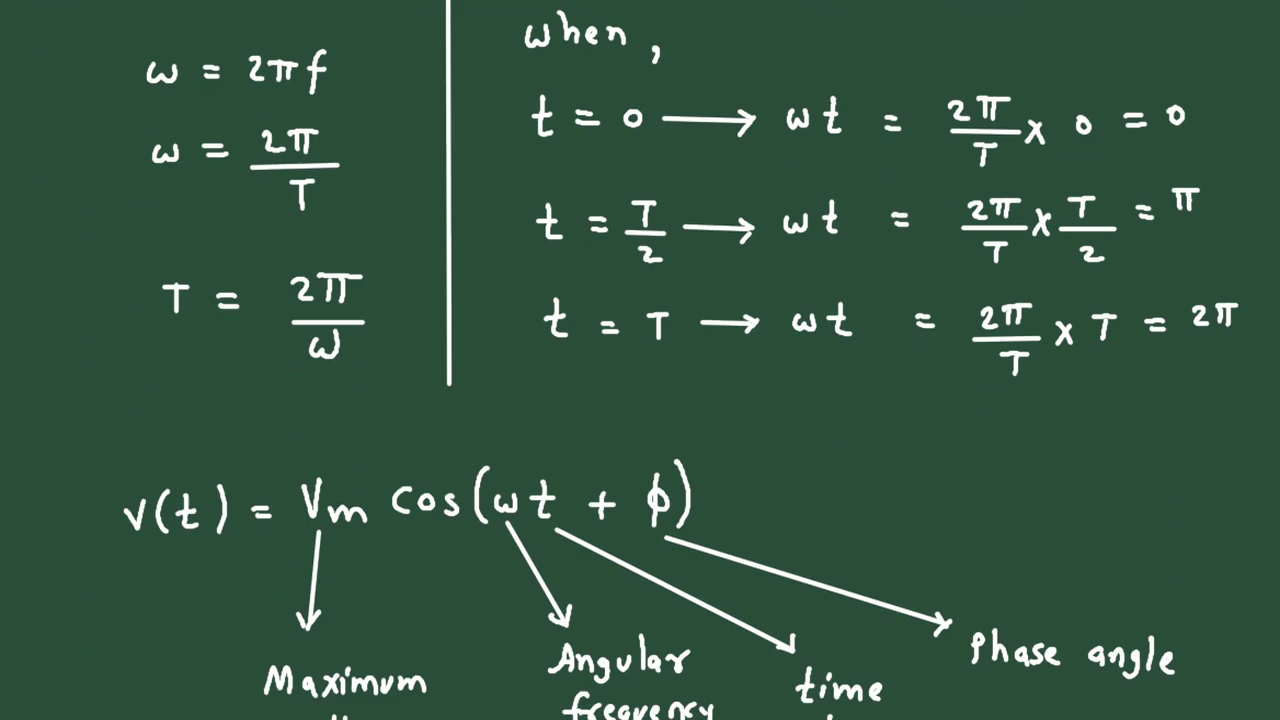 ω = 2πf
ω = 2π/T
T = 2π/ω
when,
t = 0 ⟶ ωt = 2π/T × 0 = 0
t = T/2 ⟶ ωt = 2π/T × T/2 = π
t = T ⟶ ωt = 2π/T × T = 2π
v(t) = Vm cos(ωt + ϕ)
Maximum
Angular
frequency
time
Phase angle